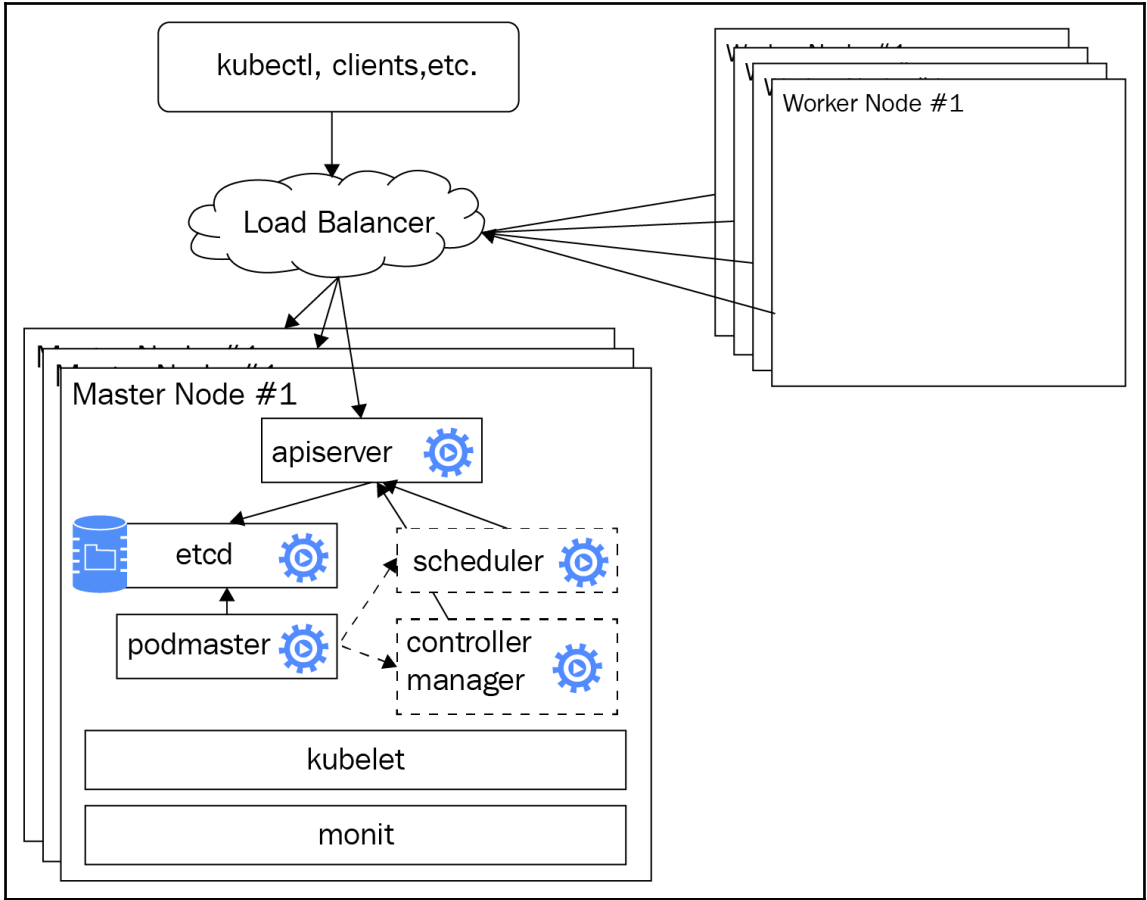 kubectl, clients,etc.
Worker Node #1
Load Balancer
Master Node #1
apiserver
etcd
scheduler
podmaster
controller
manager
kubelet
monit